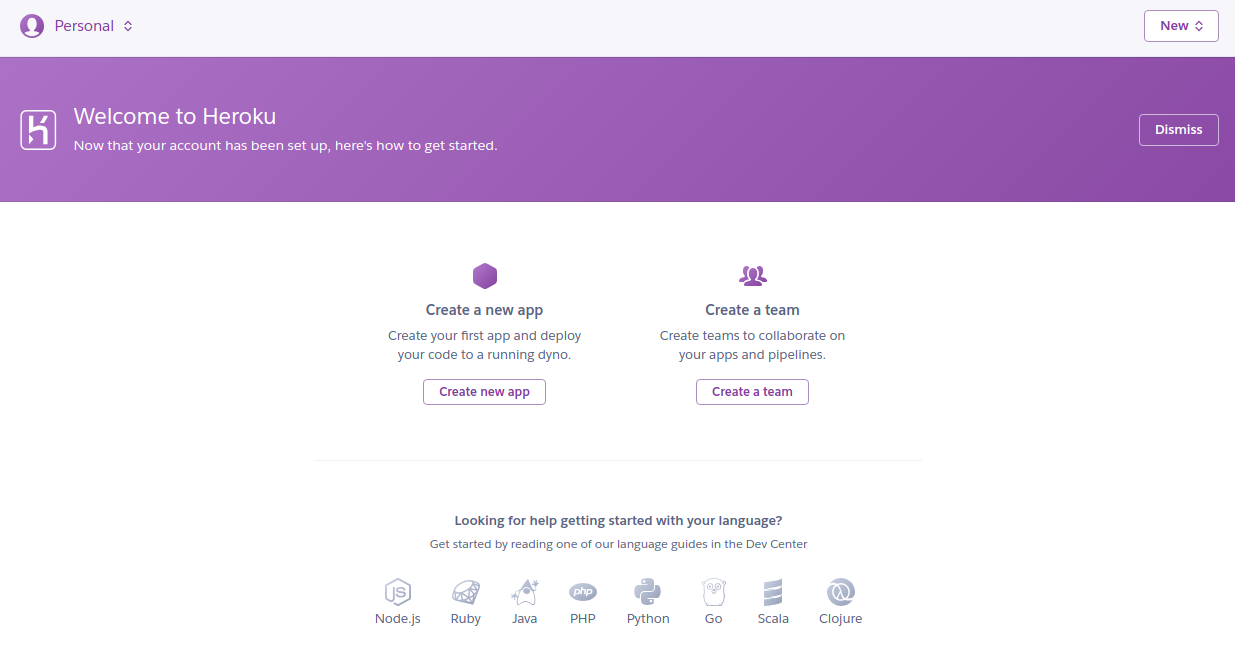 Personal
New
Welcome to Heroku
Now that your account has been set up, here's how to get started.
Dismiss
Create a new app
Create your first app and deploy
your code to a running dyno.
Create new app
Create a team
Create teams to collaborate on
your apps and pipelines.
Create a team
Looking for help getting started with your language?
Get started by reading one of our language guides in the Dev Center
JS
php
Node.js Ruby Java PHP Python Go Scala Clojure